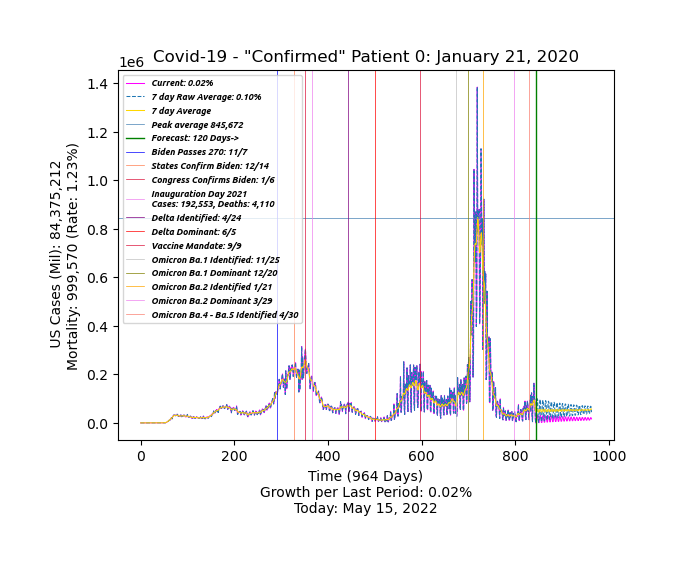 Covid-19 - "Confirmed" Patient 0: January 21, 2020
1e6
1.4
1.2
1.0
0.8
0.6
0.4
0.2
0.0
US Cases (Mil): 84,375,212
Mortality: 999,570 (Rate: 1.23%)
Current: 0.02%
7 day Raw Average: 0.10%
7 day Average
Peak average 845,672
Forecast: 120 Days->
Biden Passes 270: 11/7
States Confirm Biden: 12/14
Congress Confirms Biden: 1/6
Inauguration Day 2021
Cases: 192,553, Deaths: 4,110
Delta Identified: 4/24
Delta Dominant: 6/5
Vaccine Mandate: 9/9
Omicron Ba.1 Identified: 11/25
Omicron Ba.1 Dominant 12/20
Omicron Ba.2 Identified 1/21
Omicron Ba.2 Dominant 3/29
Omicron Ba.4 - Ba.5 Identified 4/30
0
200
400
600
800
1000
Time (964 Days)
Growth per Last Period: 0.02%
Today: May 15, 2022